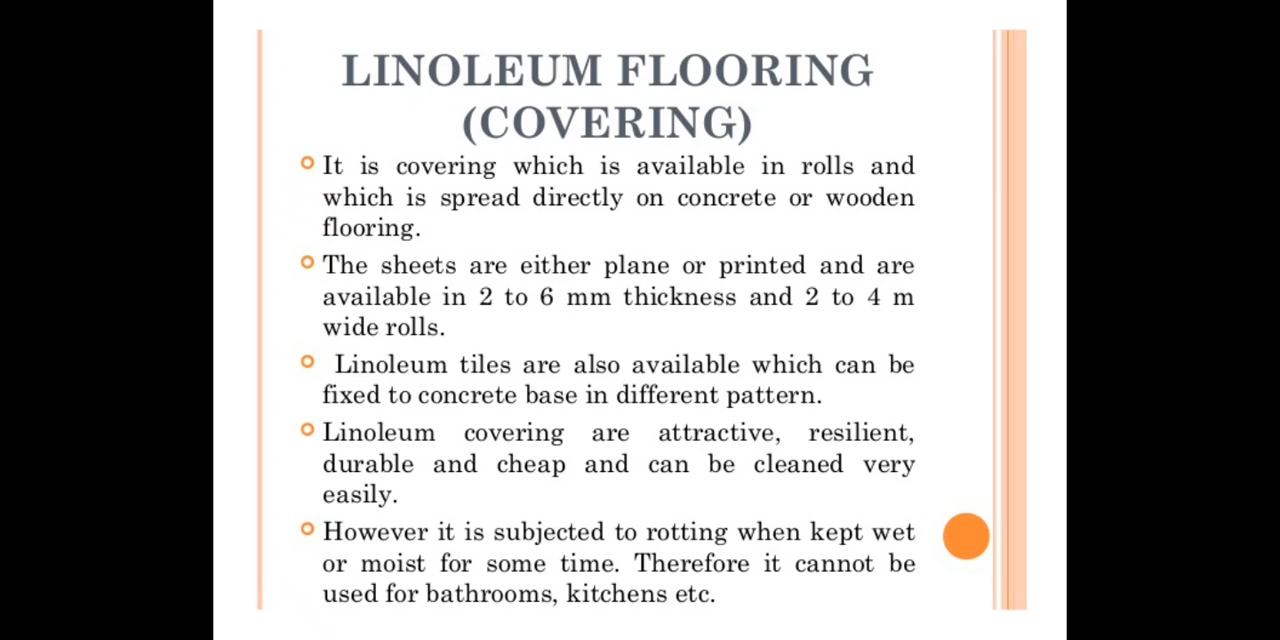 LINOLEUM FLOORING
(COVERING)
It is covering which is available in rolls and
which is spread directly on concrete or wooden
flooring.
The sheets are either plane or printed and are
available in 2 to 6 mm thickness and 2 to 4 m
wide rolls.
Linoleum tiles are also available which can be
fixed to concrete base in different pattern.
Linoleum covering are attractive, resilient,
durable and cheap and can be cleaned very
easily.
However it is subjected to rotting when kept wet
or moist for some time. Therefore it cannot be
used for bathrooms, kitchens etc.